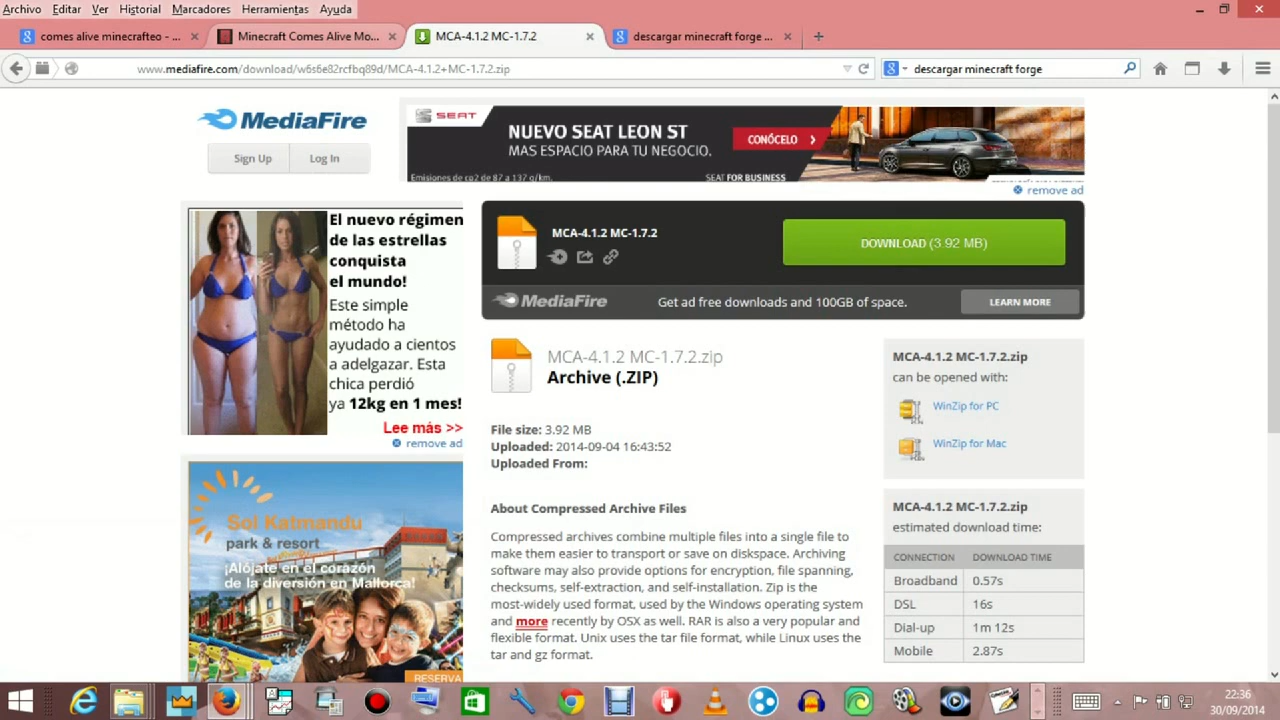 Archivo Editar Ver Historial Marcadores Herramientas Ayuda
comes alive minecrafteo - ...
Minecraft Comes Alive Mo...
MCA-4.1.2 MC-1.7.2
descargar minecraft forge ...
www.mediafire.com/download/w6s6e82rcfbq89d/MCA-4.1.2+MC-1.7.2.zip
descargar minecraft forge
MediaFire
Sign Up Log In
SEAT
NUEVO SEAT LEON ST
MAS ESPACIO PARA TU NEGOCIO.
CONÓCELO
Emisiones de cp2 de 87 a 137 g/km.
SEAT FOR BUSINESS
remove ad
El nuevo régimen
de las estrellas
conquista
el mundo!
Este simple
método ha
ayudado a cientos
a adelgazar. Esta
chica perdió
ya 12kg en 1 mes!
Lee más >>
remove ad
MCA-4.1.2 MC-1.7.2
DOWNLOAD (3.92 MB)
MediaFire
Get ad free downloads and 100GB of space.
LEARN MORE
MCA-4.1.2 MC-1.7.2.zip
Archive (.ZIP)
File size: 3.92 MB
Uploaded: 2014-09-04 16:43:52
Uploaded From:
About Compressed Archive Files
Compressed archives combine multiple files into a single file to
make them easier to transport or save on diskspace. Archiving
software may also provide options for encryption, file spanning,
checksums, self-extraction, and self-installation. Zip is the
most-widely used format, used by the Windows operating system
and more recently by OSX as well. RAR is also a very popular and
flexible format. Unix uses the tar file format, while Linux uses the
tar and gz format.
MCA-4.1.2 MC-1.7.2.zip
can be opened with:
WinZip for PC
WinZip for Mac
MCA-4.1.2 MC-1.7.2.zip
estimated download time:
CONNECTION DOWNLOAD TIME
Broadband 0.57s
DSL 16s
Dial-up 1m 12s
Mobile 2.87s
Sol Katmandu
park & resort
¡Alójate en el corazón
de la diversión en Mallorca!
RESERVA
22:36
30/09/2014